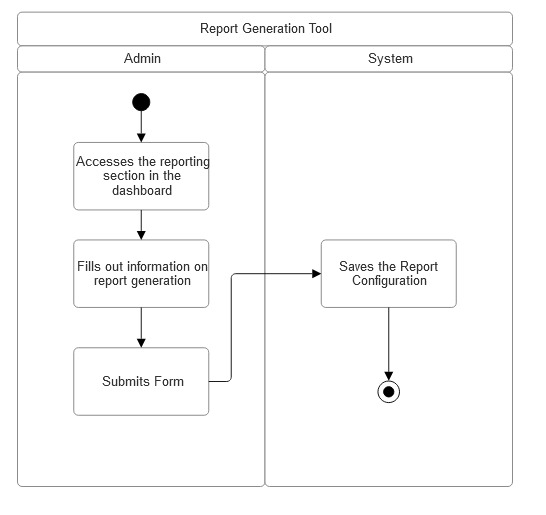 Report Generation Tool
Admin
System
Accesses the reporting
section in the
dashboard
Fills out information on
report generation
Saves the Report
Configuration
Submits Form